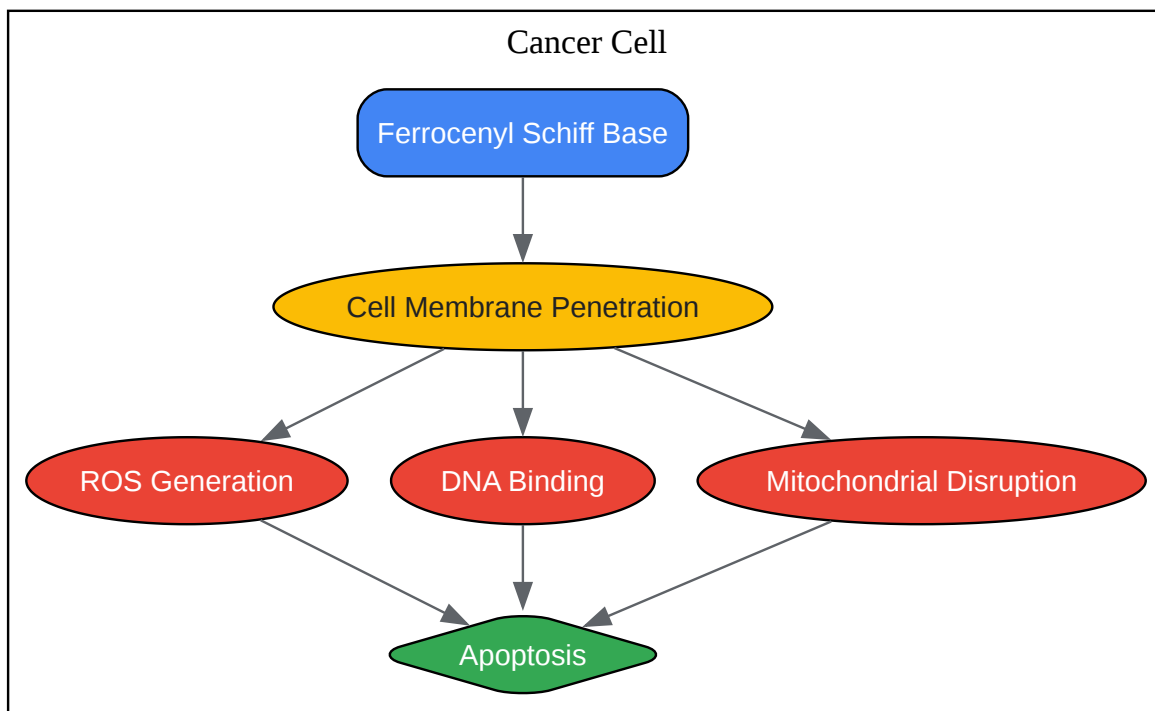 Cancer Cell
Ferrocenyl Schiff Base
Cell Membrane Penetration
ROS Generation
DNA Binding
Mitochondrial Disruption
Apoptosis